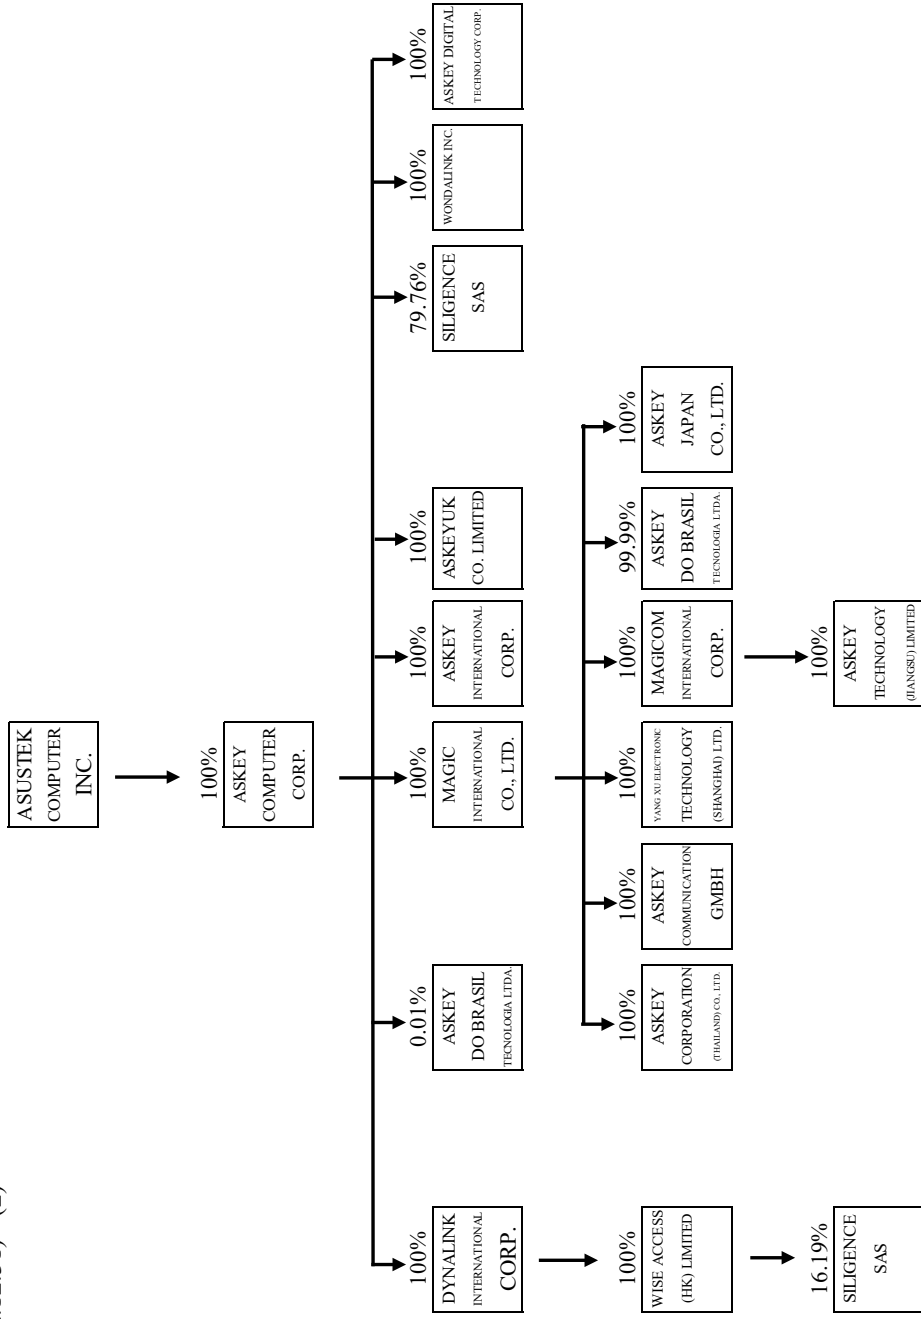 ASUSTEK
COMPUTER
INC.
100%
ASKEY
COMPUTER
CORP.
100%
DYNALINK
INTERNATIONAL
CORP.
0.01%
ASKEY
DO BRASIL
TECNOLOGIA LTDA.
100%
MAGIC
INTERNATIONAL
CO., LTD.
100%
ASKEY
INTERNATIONAL
CORP.
100%
ASKEYUK
CO. LIMITED
79.76%
SILIGENCE
SAS
100%
WONDALINK INC.
100%
ASKEY DIGITAL
TECHNOLOGY CORP.
100%
WISE ACCESS
(HK) LIMITED
100%
ASKEY
CORPORATION
(THAILAND) CO., LTD.
100%
ASKEY
COMMUNICATION
GMBH
100%
YANG XU ELECTRONIC
TECHNOLOGY
(SHANGHAI) LTD.
100%
MAGICOM
INTERNATIONAL
CORP.
99.99%
ASKEY
DO BRASIL
TECNOLOGIA LTDA.
100%
ASKEY
JAPAN
CO., LTD.
16.19%
SILIGENCE
SAS
100%
ASKEY
TECHNOLOGY
(JIANGSU) LIMITED